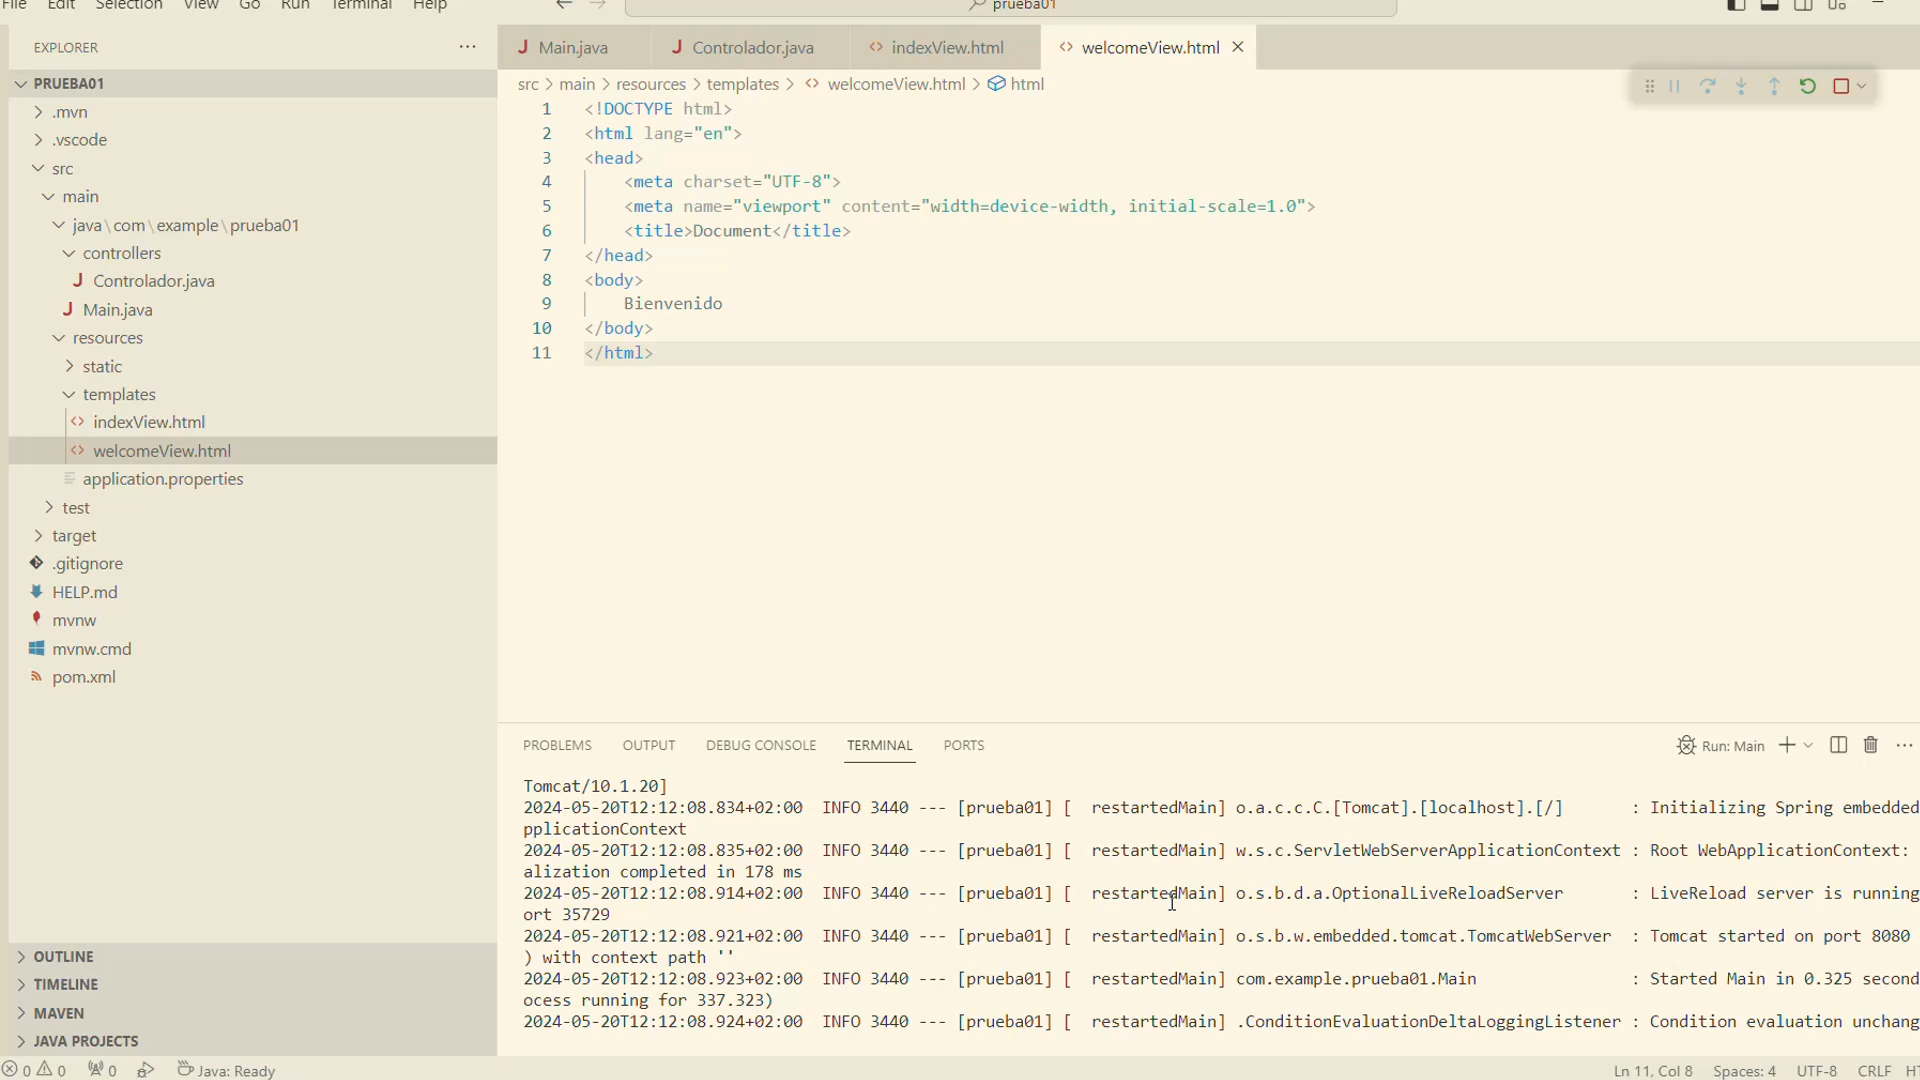 File Edit Selection View Go Run Terminal Help
prueba01
EXPLORER
PRUEBA01
.mvn
.vscode
src
main
java\com\example\prueba01
controllers
Controlador.java
Main.java
resources
static
templates
indexView.html
welcomeView.html
application.properties
test
target
.gitignore
HELP.md
mvnw
mvnw.cmd
pom.xml
OUTLINE
TIMELINE
MAVEN
JAVA PROJECTS
Main.java Controlador.java indexView.html welcomeView.html
src > main > resources > templates > welcomeView.html > html
1 <!DOCTYPE html>
2 <html lang="en">
3 <head>
4 <meta charset="UTF-8">
5 <meta name="viewport" content="width=device-width, initial-scale=1.0">
6 <title>Document</title>
7 </head>
8 <body>
9 Bienvenido
10 </body>
11 </html>
PROBLEMS OUTPUT DEBUG CONSOLE TERMINAL PORTS
Run: Main
Tomcat/10.1.20]
2024-05-20T12:12:08.834+02:00 INFO 3440 --- [prueba01] [ restartedMain] o.a.c.c.C.[Tomcat].[localhost].[/] : Initializing Spring embedded
pplicationContext
2024-05-20T12:12:08.835+02:00 INFO 3440 --- [prueba01] [ restartedMain] w.s.c.ServletWebServerApplicationContext : Root WebApplicationContext:
alization completed in 178 ms
2024-05-20T12:12:08.914+02:00 INFO 3440 --- [prueba01] [ restartedMain] o.s.b.d.a.OptionalLiveReloadServer : LiveReload server is running
ort 35729
2024-05-20T12:12:08.921+02:00 INFO 3440 --- [prueba01] [ restartedMain] o.s.b.w.embedded.tomcat.TomcatWebServer : Tomcat started on port 8080
) with context path ''
2024-05-20T12:12:08.923+02:00 INFO 3440 --- [prueba01] [ restartedMain] com.example.prueba01.Main : Started Main in 0.325 second
ocess running for 337.323)
2024-05-20T12:12:08.924+02:00 INFO 3440 --- [prueba01] [ restartedMain] .ConditionEvaluationDeltaLoggingListener : Condition evaluation unchang
0 0 0 Java: Ready
Ln 11, Col 8 Spaces: 4 UTF-8 CRLF